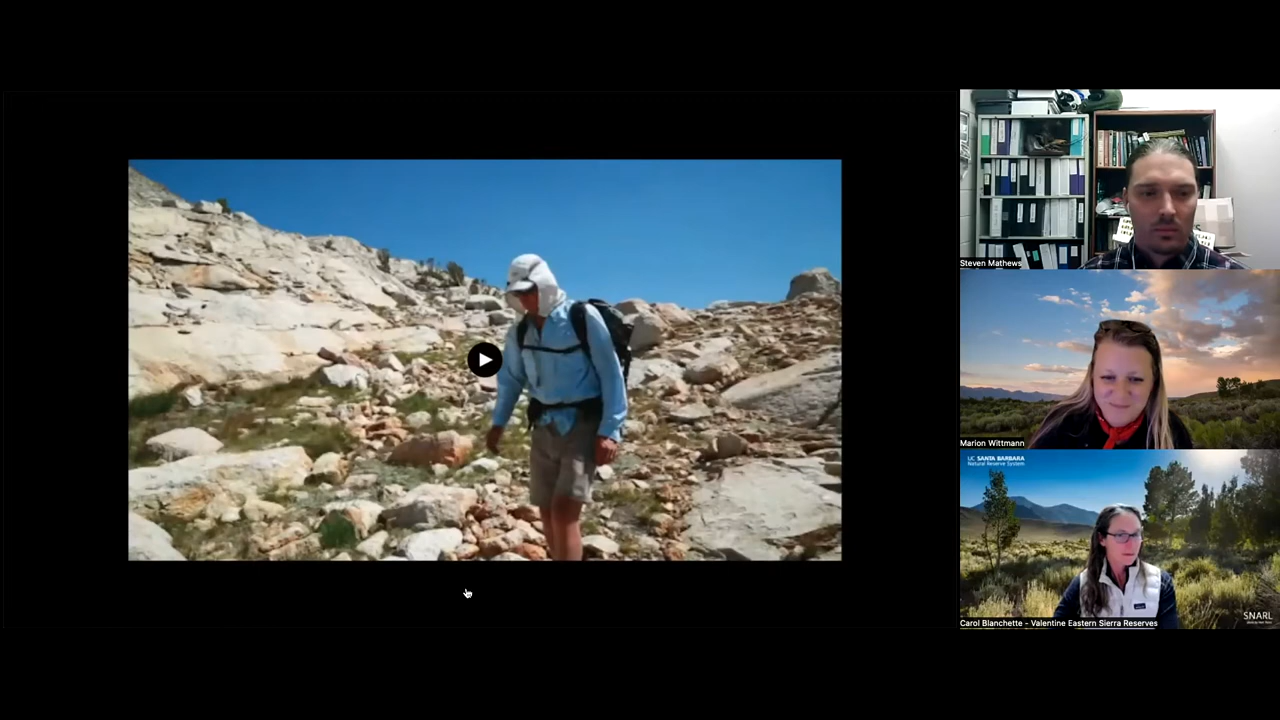 Steven Mathews
Marion Wittmann
UC SANTA BARBARA
Natural Reserve System
SNARL
Carol Blanchette - Valentine Eastern Sierra Reserves